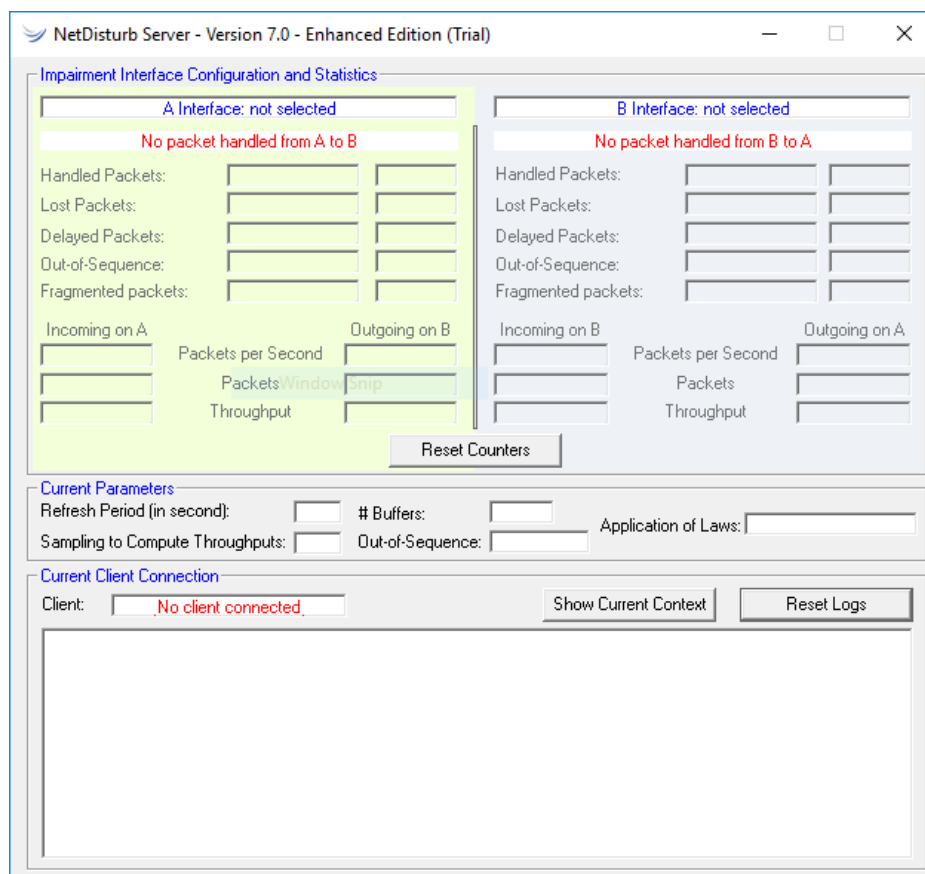 NetDisturb Server - Version 7.0 - Enhanced Edition (Trial)
Impairment Interface Configuration and Statistics
A Interface: not selected
No packet handled from A to B
Handled Packets:
Lost Packets:
Delayed Packets:
Out-of-Sequence:
Fragmented packets:
Incoming on A Outgoing on B
Packets per Second
Packets
Window Snip
Throughput
B Interface: not selected
No packet handled from B to A
Handled Packets:
Lost Packets:
Delayed Packets:
Out-of-Sequence:
Fragmented packets:
Incoming on B Outgoing on A
Packets per Second
Packets
Throughput
Reset Counters
Current Parameters
Refresh Period (in second): # Buffers: Application of Laws:
Sampling to Compute Throughputs: Out-of-Sequence:
Current Client Connection
Client: No client connected Show Current Context Reset Logs